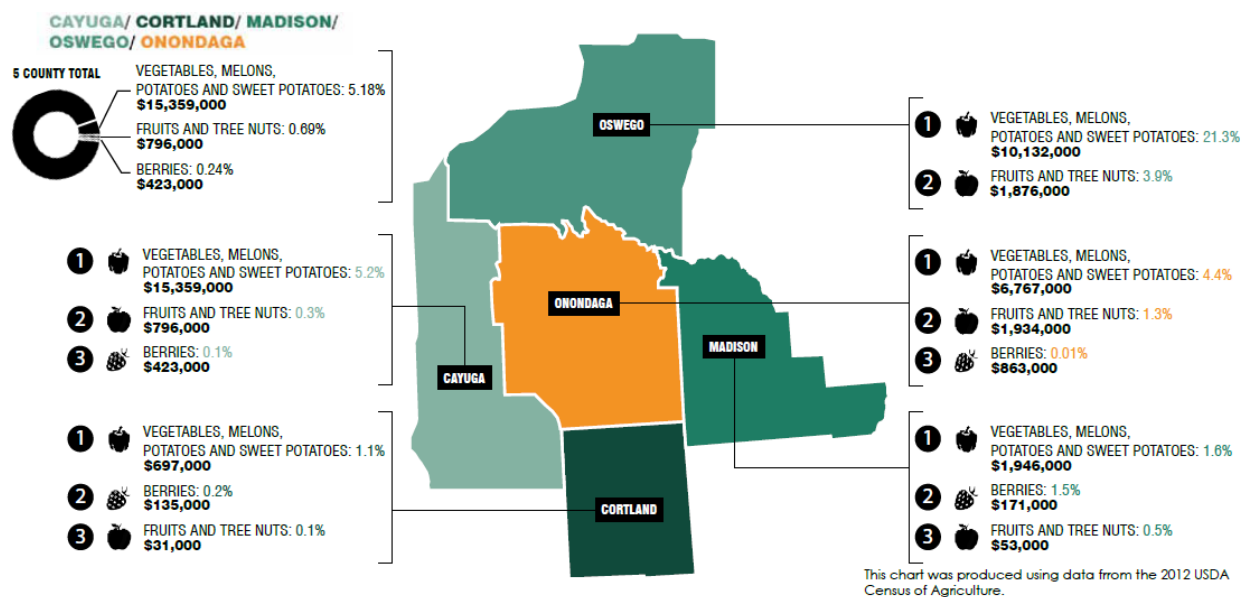 CAYUGA/ CORTLAND/ MADISON/
OSWEGO/ ONONDAGA
5 COUNTY TOTAL
VEGETABLES, MELONS,
POTATOES AND SWEET POTATOES: 5.18%
$15,359,000
FRUITS AND TREE NUTS: 0.69%
$796,000
BERRIES: 0.24%
$423,000
1
VEGETABLES, MELONS,
POTATOES AND SWEET POTATOES: 5.2%
$15,359,000
2
FRUITS AND TREE NUTS: 0.3%
$796,000
3
BERRIES: 0.1%
$423,000
1
VEGETABLES, MELONS,
POTATOES AND SWEET POTATOES: 1.1%
$697,000
2
BERRIES: 0.2%
$135,000
3
FRUITS AND TREE NUTS: 0.1%
$31,000
OSWEGO
ONONDAGA
MADISON
CAYUGA
CORTLAND
1
VEGETABLES, MELONS,
POTATOES AND SWEET POTATOES: 21.3%
$10,132,000
2
FRUITS AND TREE NUTS: 3.9%
$1,876,000
1
VEGETABLES, MELONS,
POTATOES AND SWEET POTATOES: 4.4%
$6,767,000
2
FRUITS AND TREE NUTS: 1.3%
$1,934,000
3
BERRIES: 0.01%
$863,000
1
VEGETABLES, MELONS,
POTATOES AND SWEET POTATOES: 1.6%
$1,946,000
2
BERRIES: 1.5%
$171,000
3
FRUITS AND TREE NUTS: 0.5%
$53,000
This chart was produced using data frrom the 2012 USDA
Census of Agriculture.